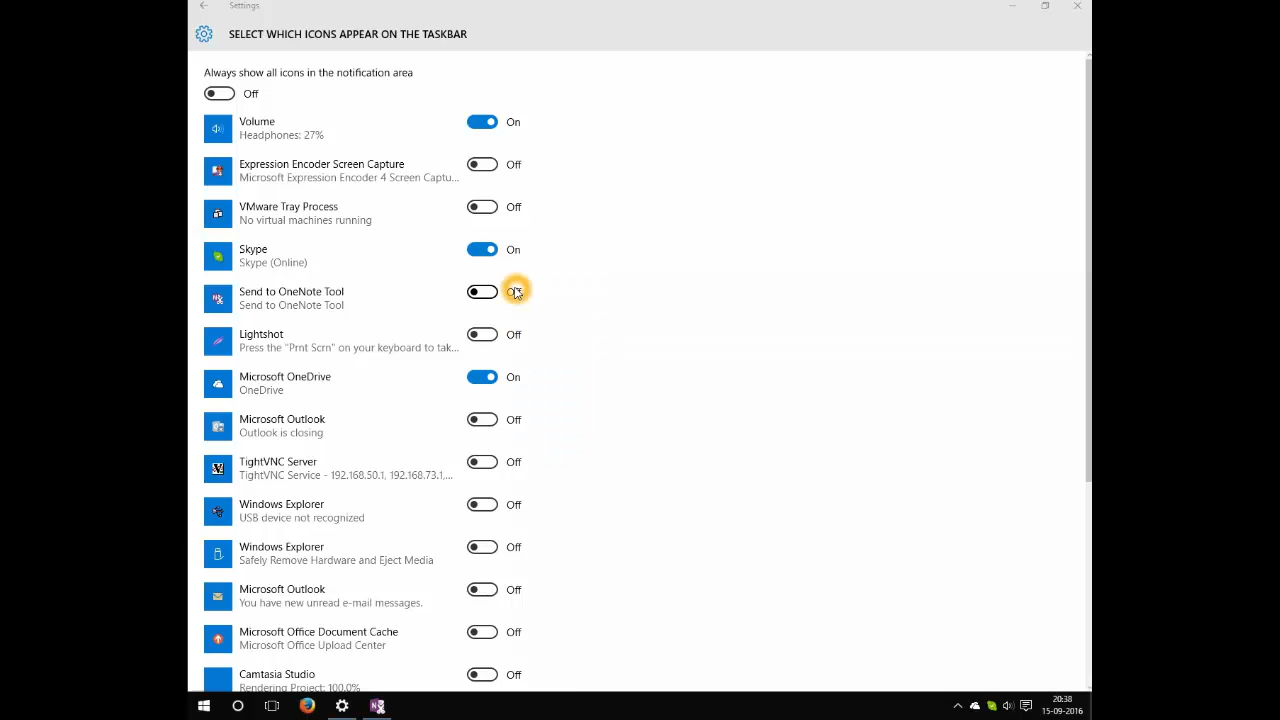 Settings
SELECT WHICH ICONS APPEAR ON THE TASKBAR
Always show all icons in the notification area
Off
Volume
On
Headphones: 27%
Expression Encoder Screen Capture
Off
Microsoft Expression Encoder 4 Screen Captu...
VMware Tray Process
Off
No virtual machines running
Skype
On
Skype (Online)
Send to OneNote Tool
Send to OneNote Tool
Lightshot
Off
Press the "Prnt Scrn" on your keyboard to tak...
Microsoft OneDrive
On
OneDrive
Microsoft Outlook
Off
Outlook is closing
TightVNC Server
Off
TightVNC Service - 192.168.50.1, 192.168.73.1,...
Windows Explorer
Off
USB device not recognized
Windows Explorer
Off
Safely Remove Hardware and Eject Media
Microsoft Outlook
Off
You have new unread e-mail messages.
Microsoft Office Document Cache
Off
Microsoft Office Upload Center
Camtasia Studio
Off
Rendering Project: 100.0%
20:38
15-09-2016